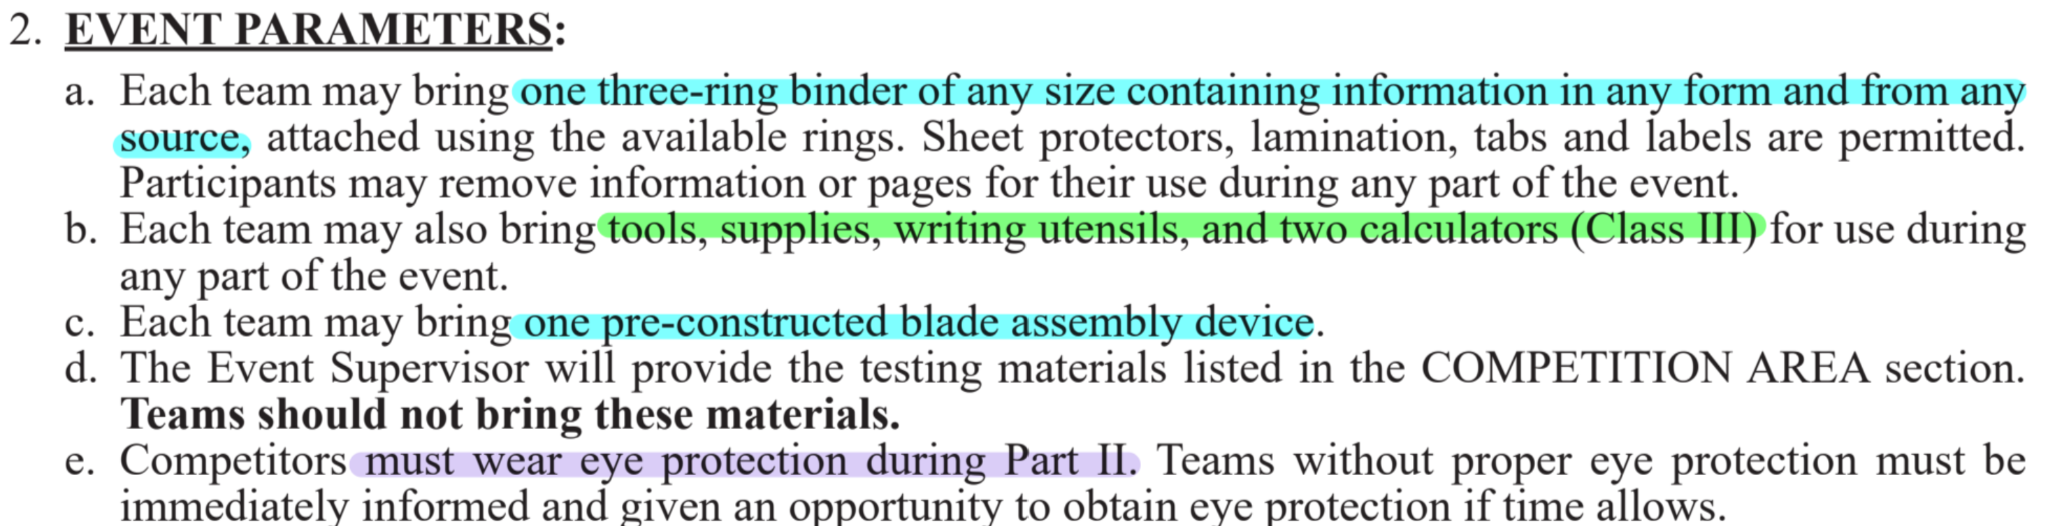 2. EVENT PARAMETERS:
a. Each team may bring one three-ring binder of any size containing information in any form and from any
source, attached using the available rings. Sheet protectors, lamination, tabs and labels are permitted.
Participants may remove information or pages for their use during any part of the event.
b. Each team may also bring tools, supplies, writing utensils, and two calculators (Class III) for use during
any part of the event.
c. Each team may bring one pre-constructed blade assembly device.
d. The Event Supervisor will provide the testing materials listed in the COMPETITION AREA section.
Teams should not bring these materials.
e. Competitors must wear eye protection during Part II. Teams without proper eye protection must be
immediately informed and given an opportunity to obtain eye protection if time allows.